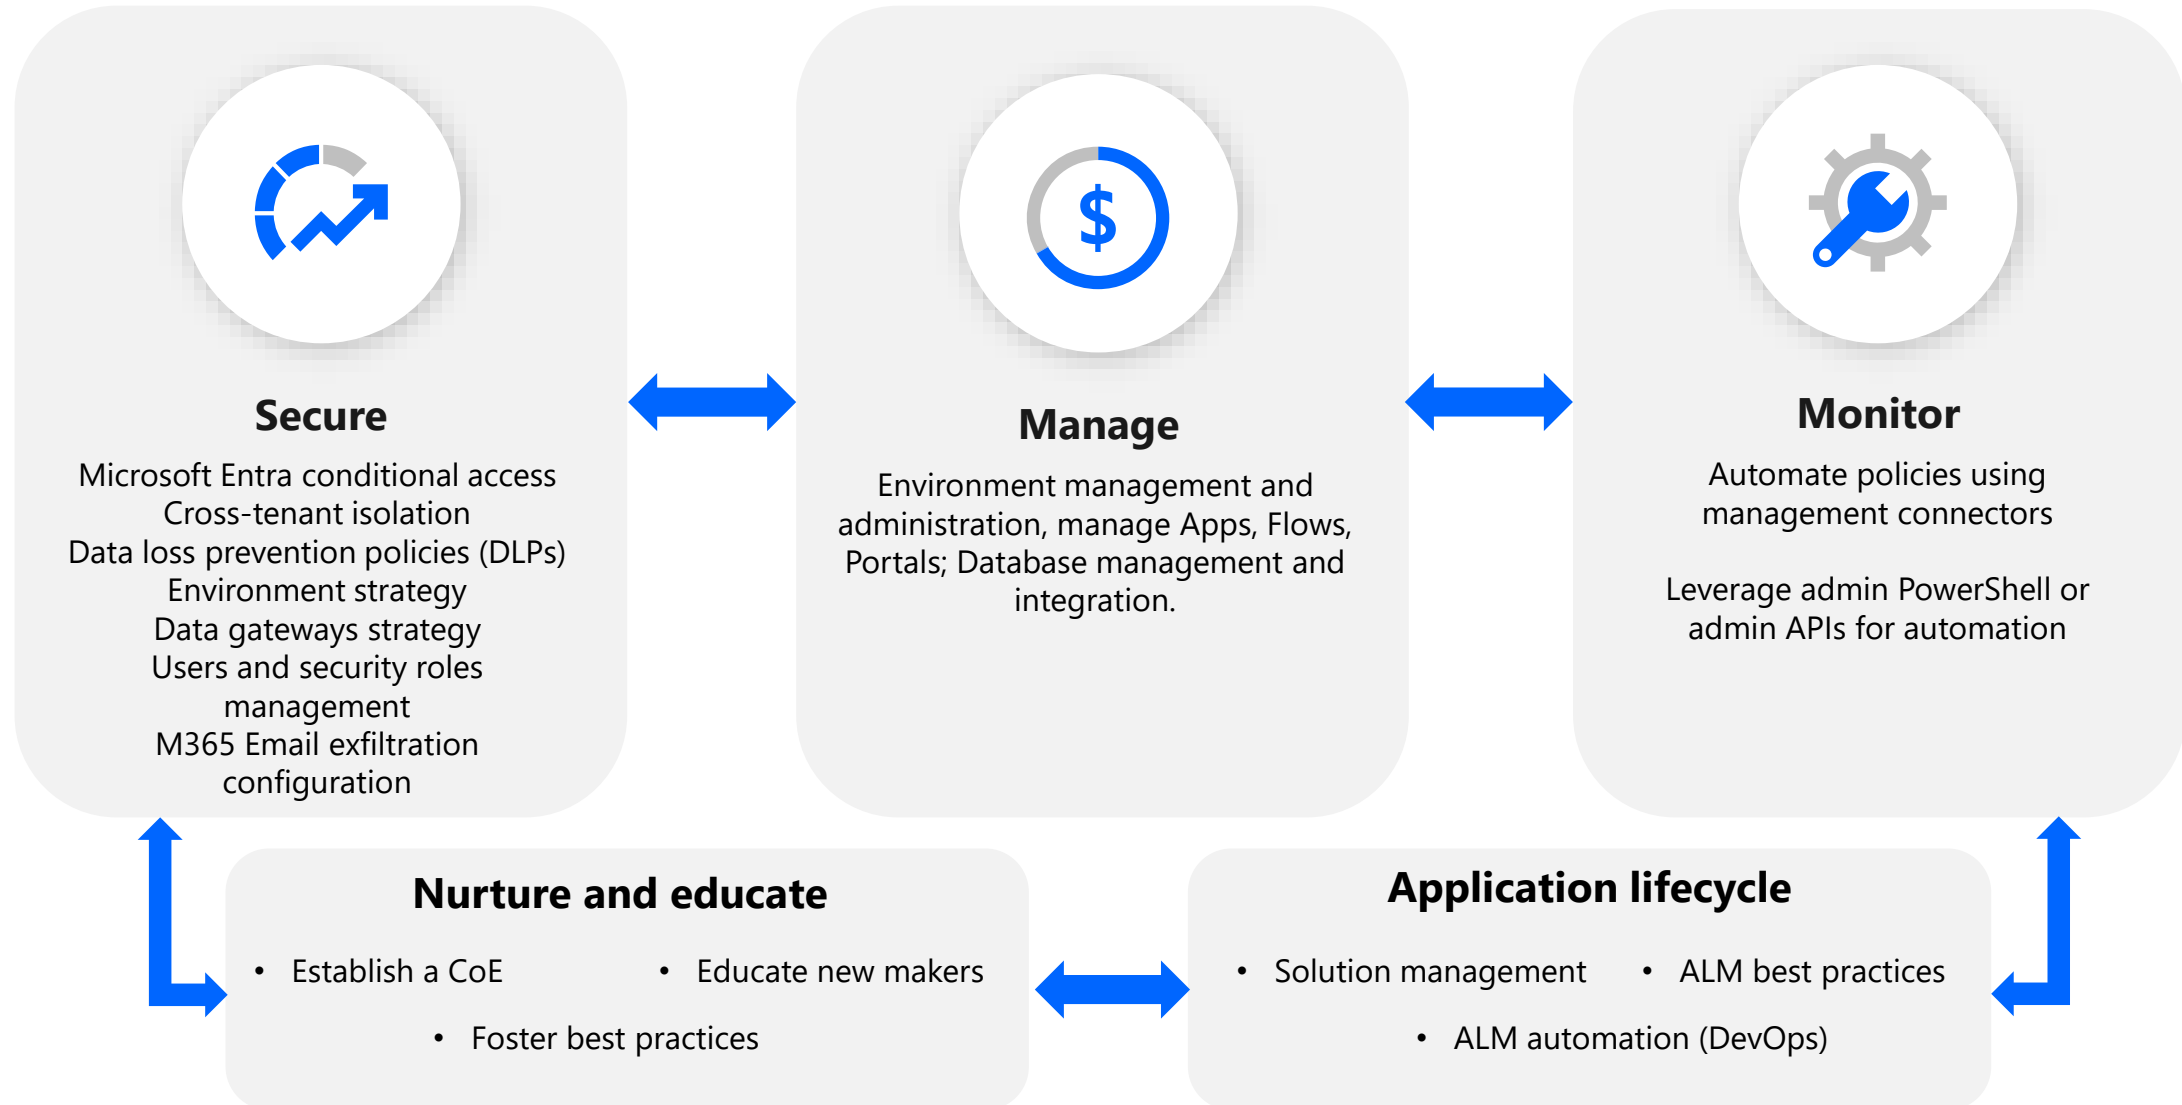 $
Secure
Microsoft Entra conditional access
Cross-tenant isolation
Data loss prevention policies (DLPs)
Environment strategy
Data gateways strategy
Users and security roles
management
M365 Email exfiltration
configuration
Manage
Environment management and
administration, manage Apps, Flows,
Portals; Database management and
integration.
Monitor
Automate policies using
management connectors
Leverage admin PowerShell or
admin APIs for automation
Nurture and educate
• Establish a CoE
• Educate new makers
• Foster best practices
Application lifecycle
• Solution management
• ALM best practices
• ALM automation (DevOps)